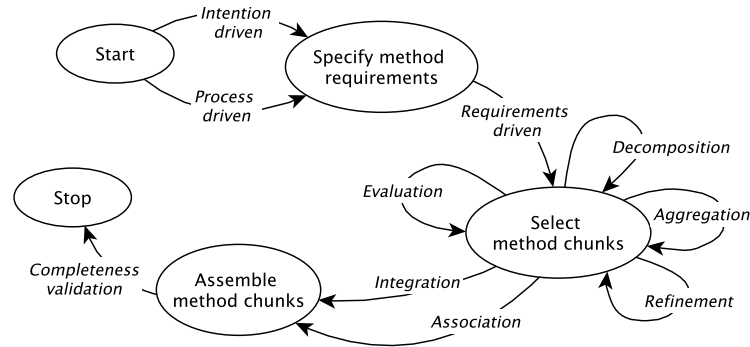 Intention
driven
Start
Specify method
requirements
Process
driven
Requirements
driven
Decomposition
Evaluation
Stop
Select
method chunks
Aggregation
Completeness
validation
Assemble
method chunks
Integration
Refinement
Association